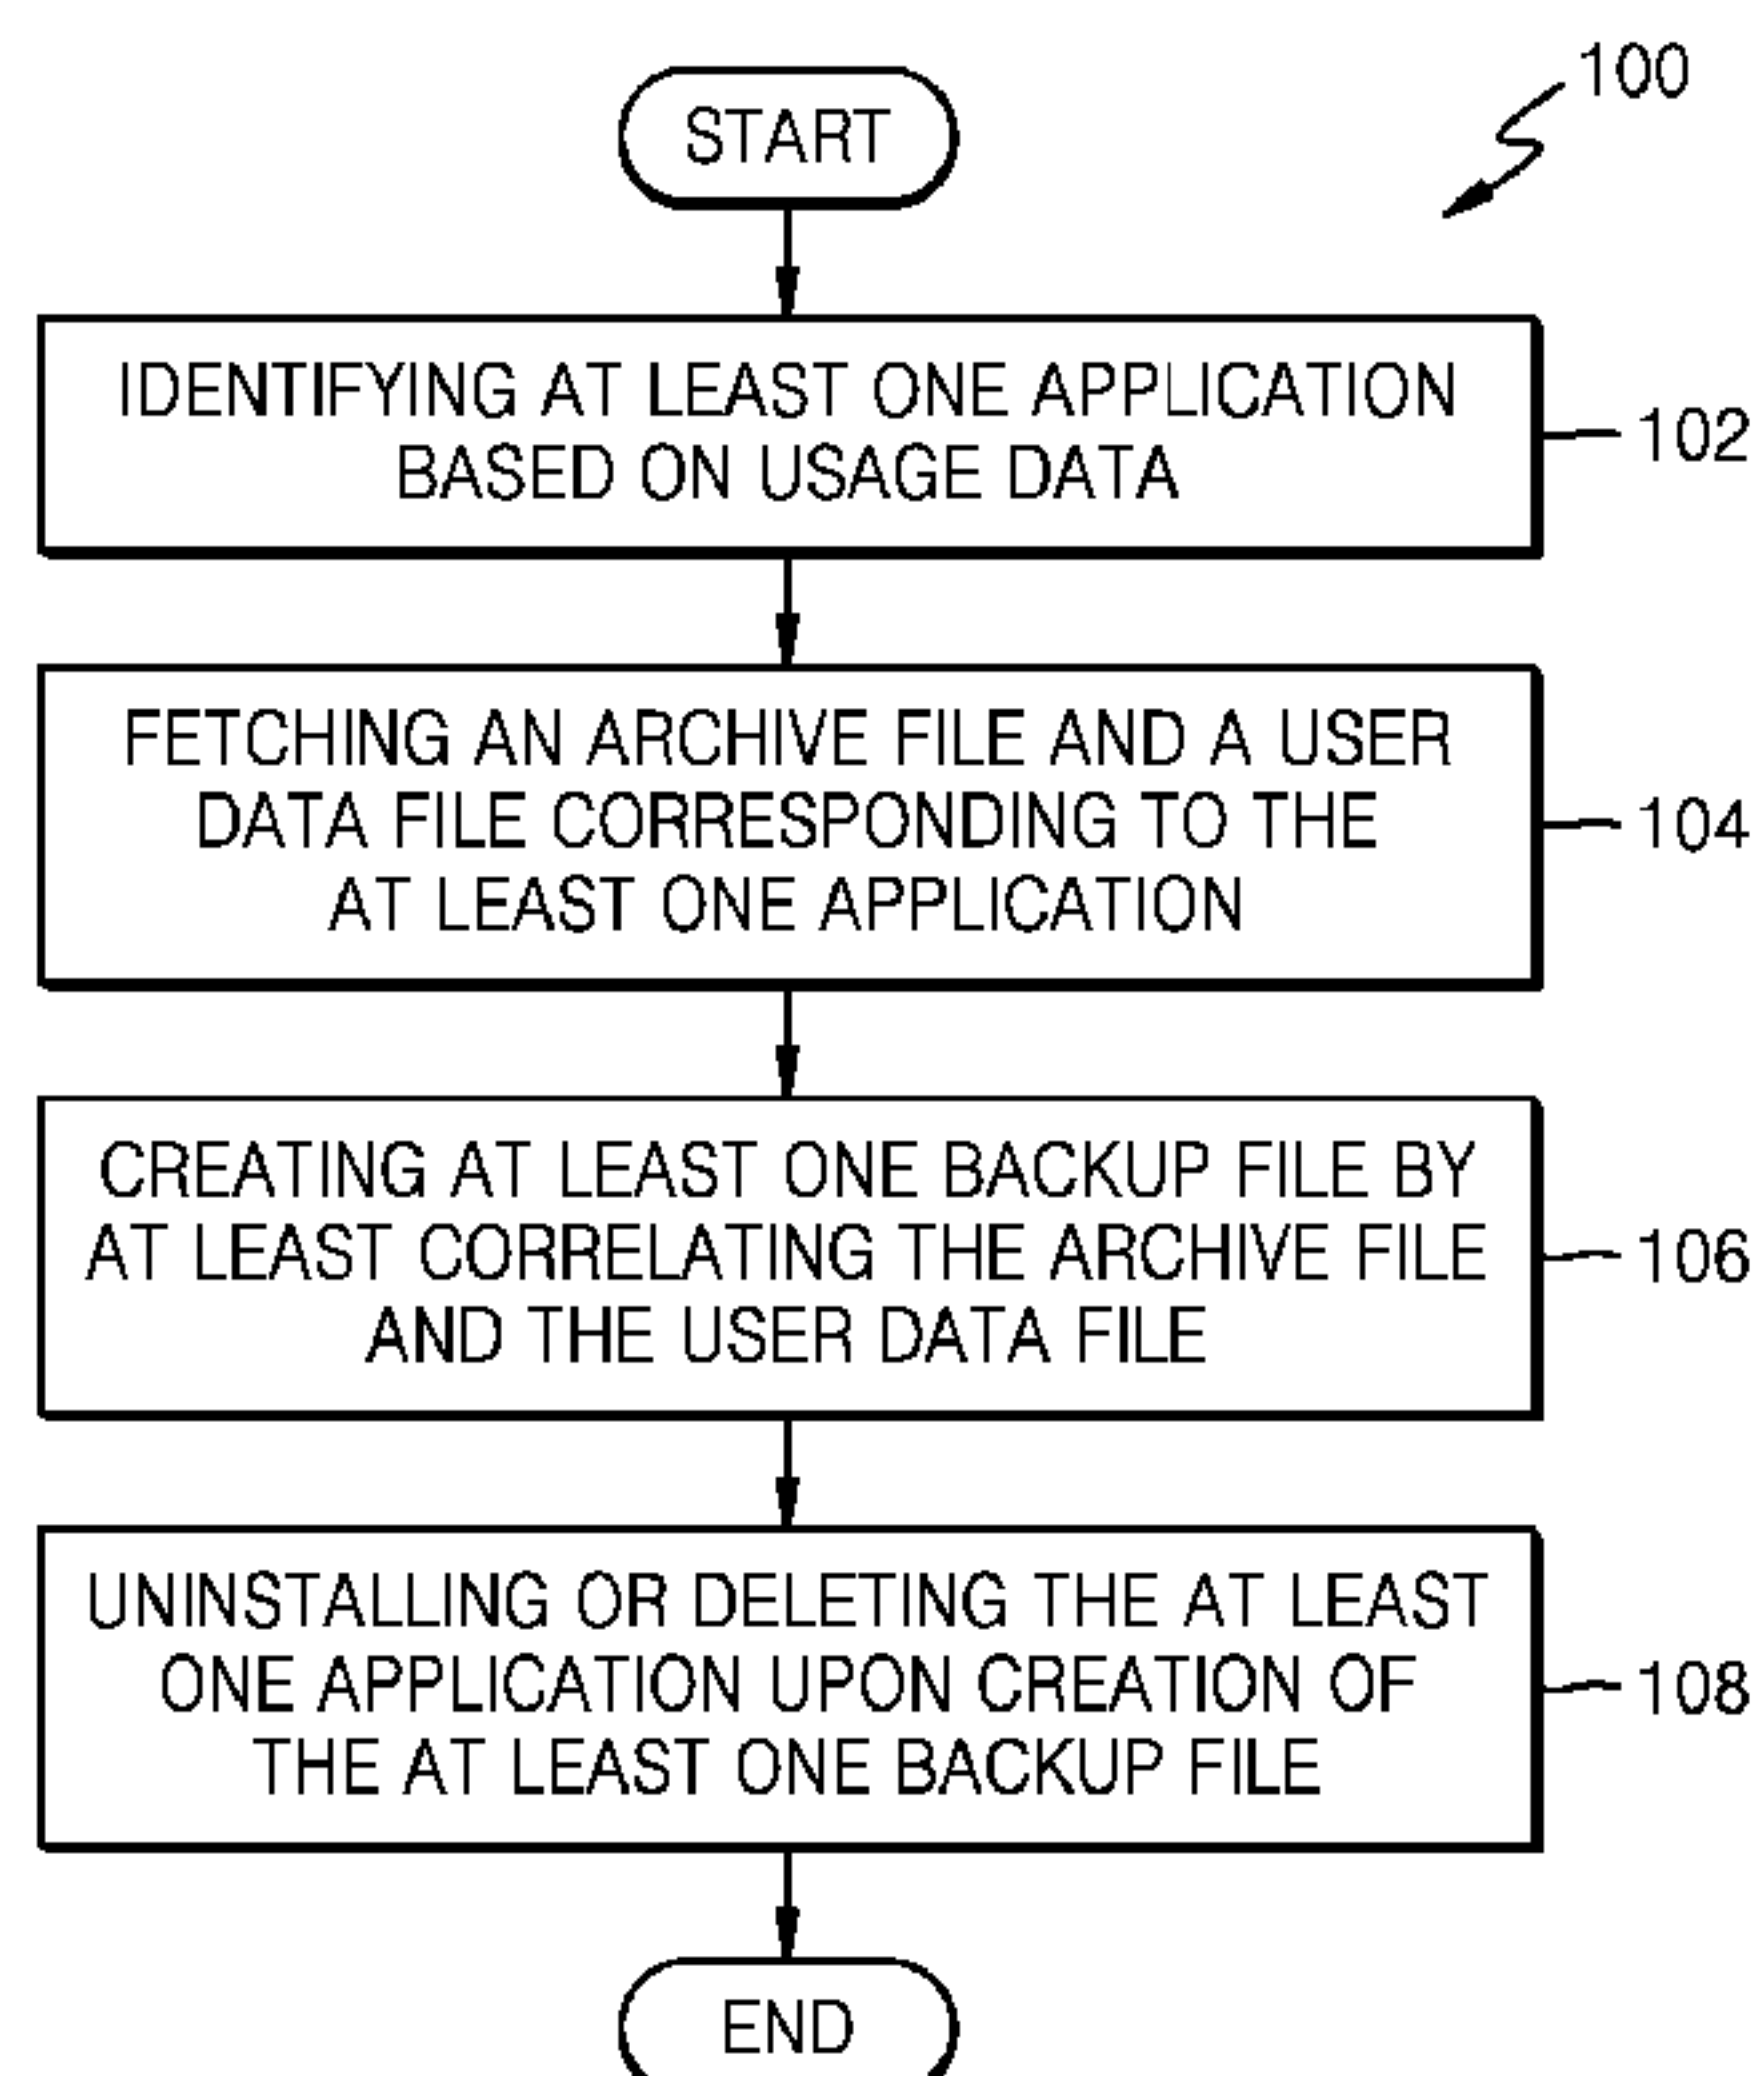 100
START
IDENTIFYING AT LEAST ONE APPLICATION
BASED ON USAGE DATA
102
FETCHING AN ARCHIVE FILE AND A USER
DATA FILE CORRESPONDING TO THE
AT LEAST ONE APPLICATION
104
CREATING AT LEAST ONE BACKUP FILE BY
AT LEAST CORRELATING THE ARCHIVE FILE
AND THE USER DATA FILE
106
UNINSTALLING OR DELETING THE AT LEAST
ONE APPLICATION UPON CREATION OF
THE AT LEAST ONE BACKUP FILE
108
END